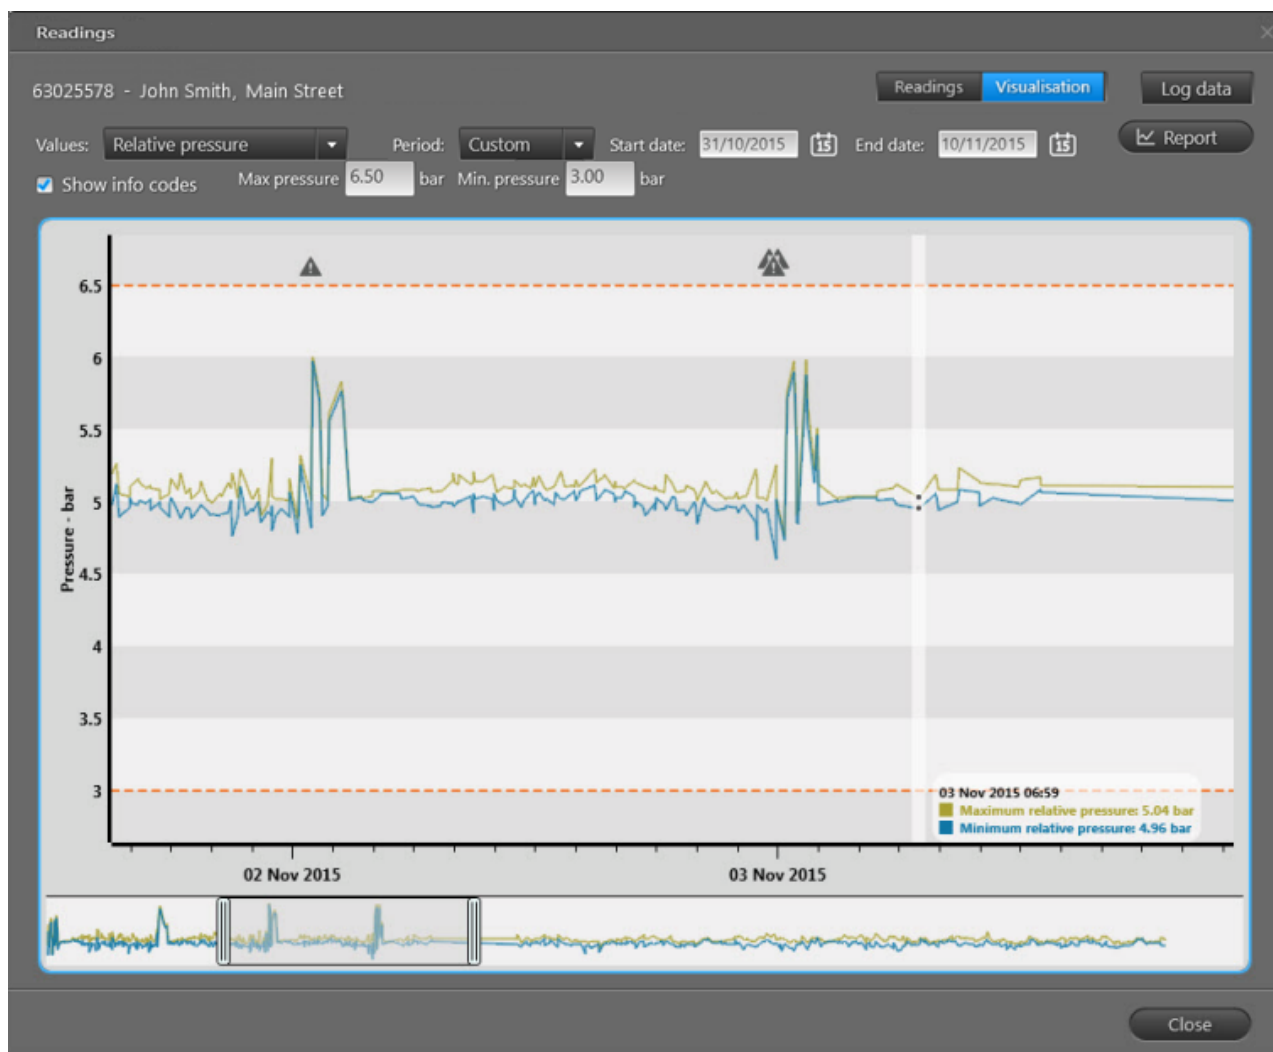 Readings
63025578 - John Smith, Main Street
Readings Visualisation Log data
Values: Relative pressure Period: Custom Start date: 31/10/2015 15 End date: 10/11/2015 15 Report
Show info codes Max pressure 6.50 bar Min. pressure 3.00 bar
6.5
6
5.5
5
4.5
4
3.5
3
Pressure - bar
03 Nov 2015 06:59
Maximum relative pressure: 5.04 bar
Minimum relative pressure: 4.96 bar
02 Nov 2015 03 Nov 2015
Close